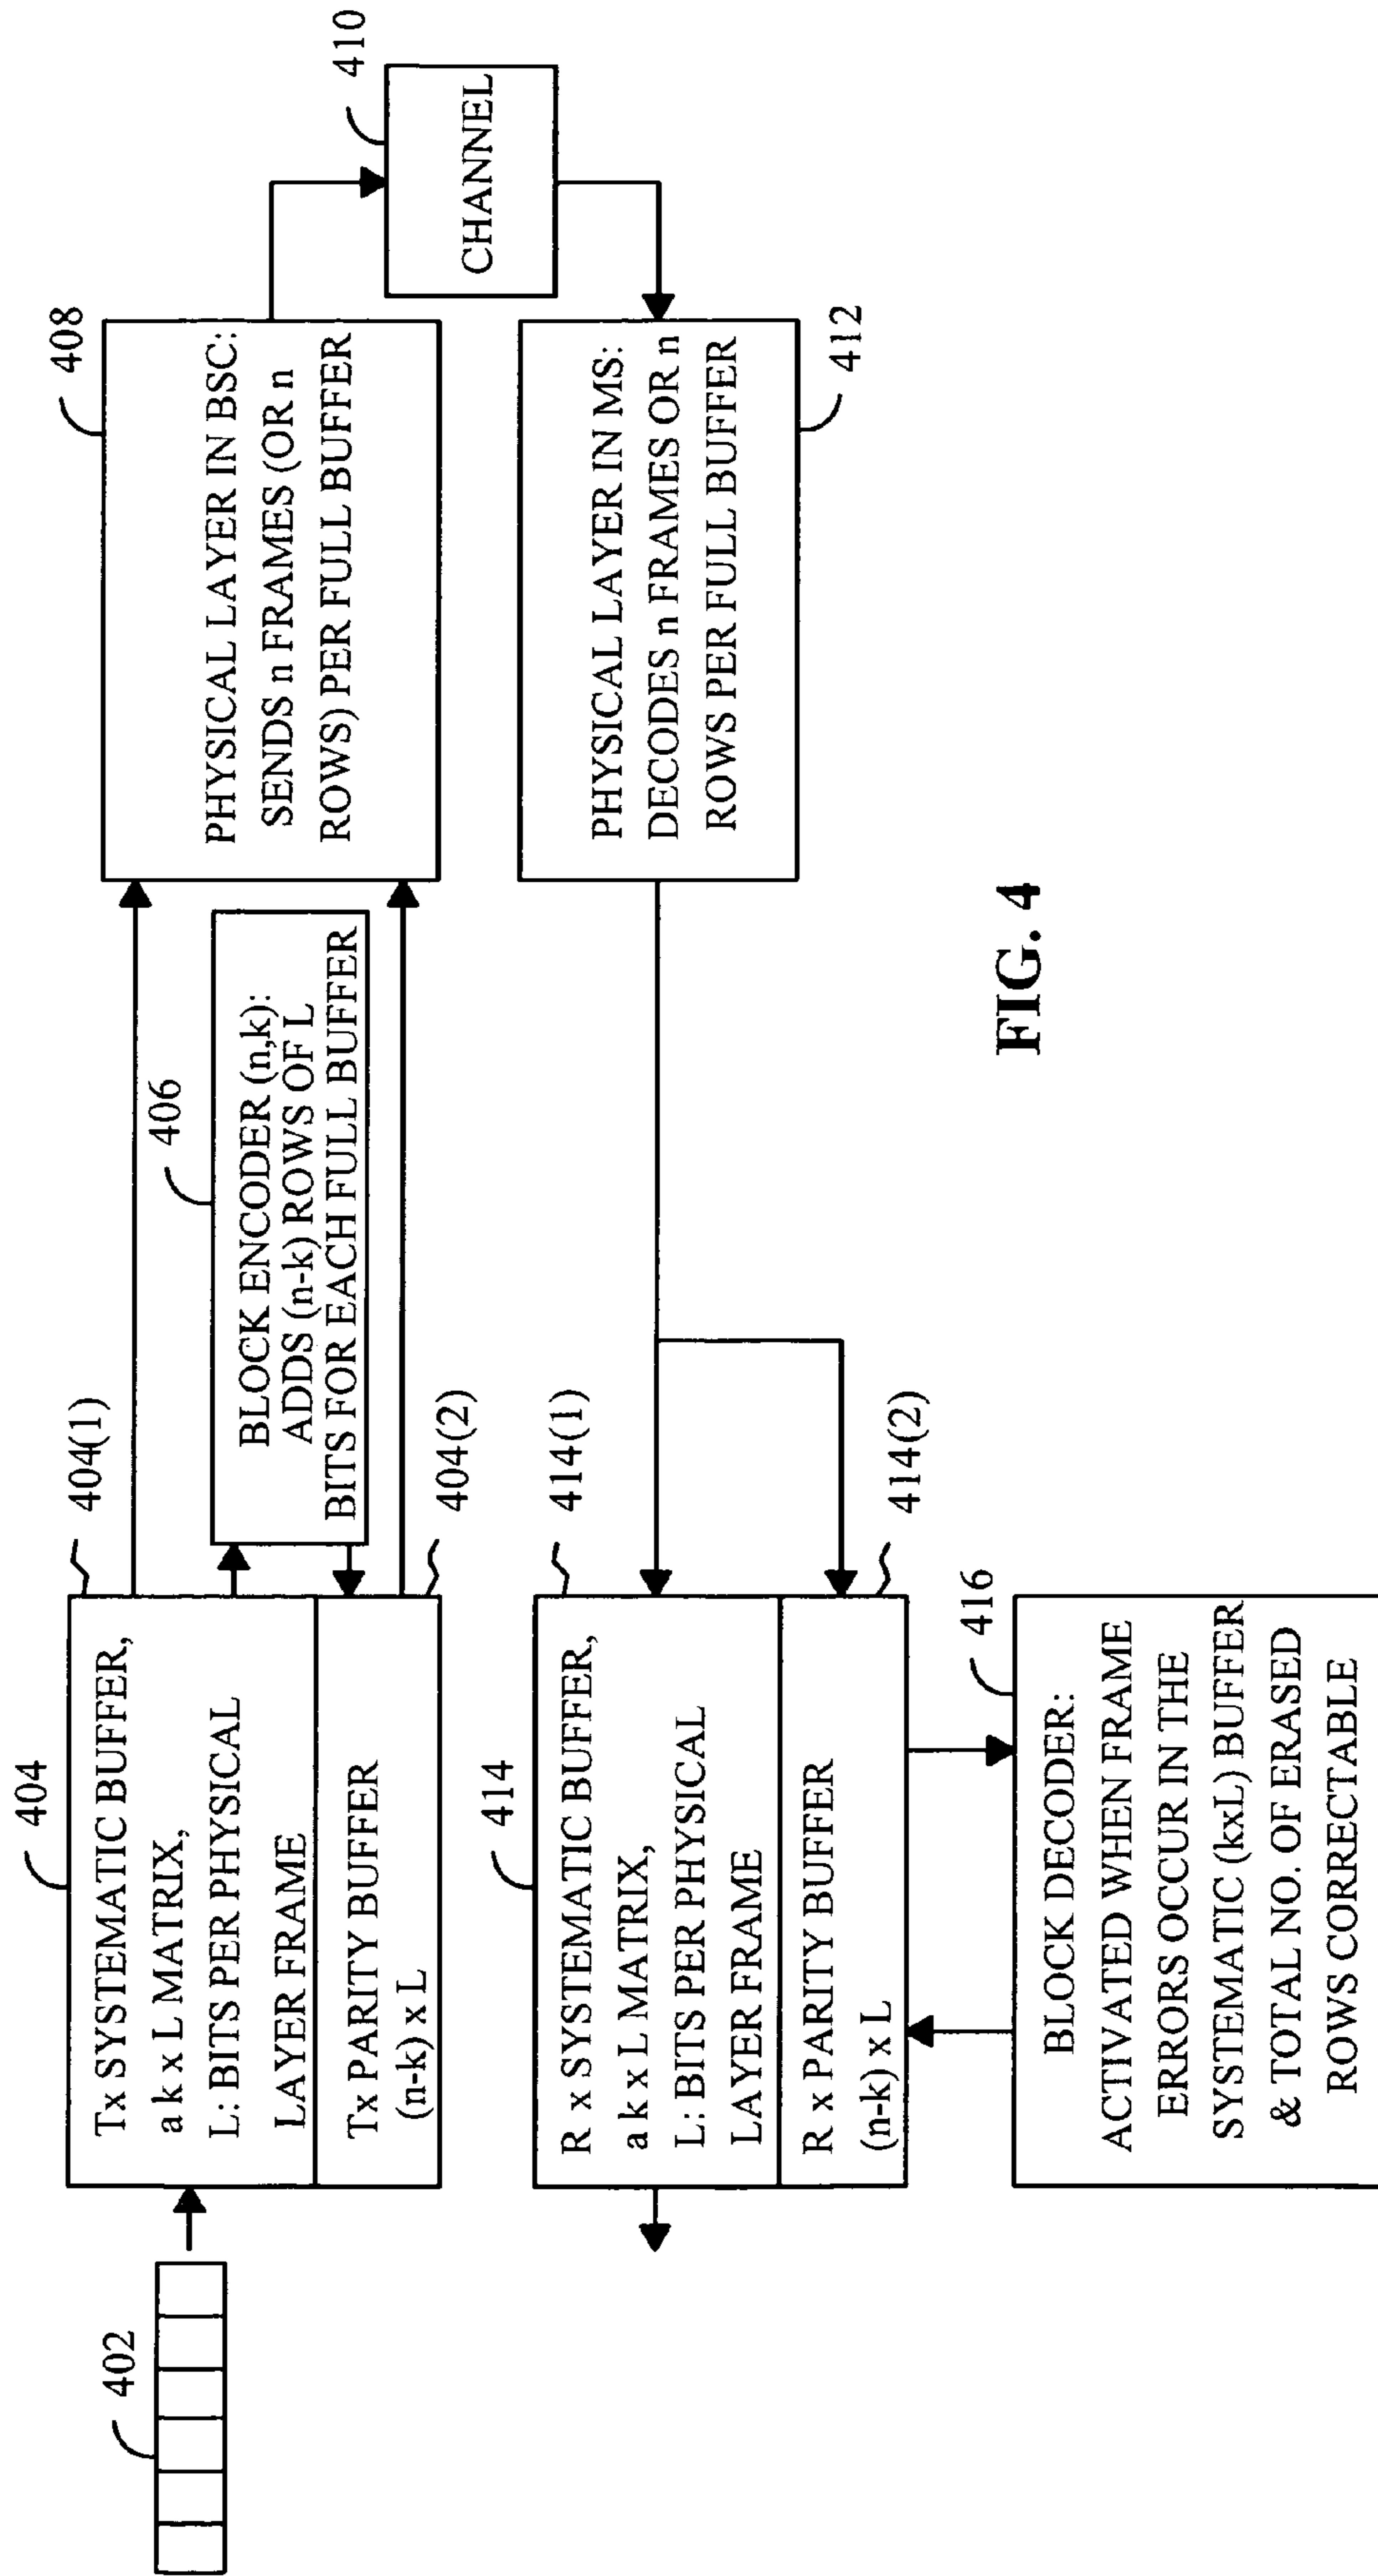 402
404
404(1)
Tx SYSTEMATIC BUFFER,
a k x L MATRIX,
L: BITS PER PHYSICAL
LAYER FRAME
Tx PARITY BUFFER
(n-k) x L
404(2)
406
BLOCK ENCODER (n,k):
ADDS (n-k) ROWS OF L
BITS FOR EACH FULL BUFFER
408
PHYSICAL LAYER IN BSC:
SENDS n FRAMES (OR n
ROWS) PER FULL BUFFER
410
CHANNEL
PHYSICAL LAYER IN MS:
DECODES n FRAMES OR n
ROWS PER FULL BUFFER
412
414
414(1)
R x SYSTEMATIC BUFFER,
a k x L MATRIX,
L: BITS PER PHYSICAL
LAYER FRAME
R x PARITY BUFFER
(n-k) x L
414(2)
416
BLOCK DECODER:
ACTIVATED WHEN FRAME
ERRORS OCCUR IN THE
SYSTEMATIC (kxL) BUFFER
& TOTAL NO. OF ERASED
ROWS CORRECTABLE
FIG. 4